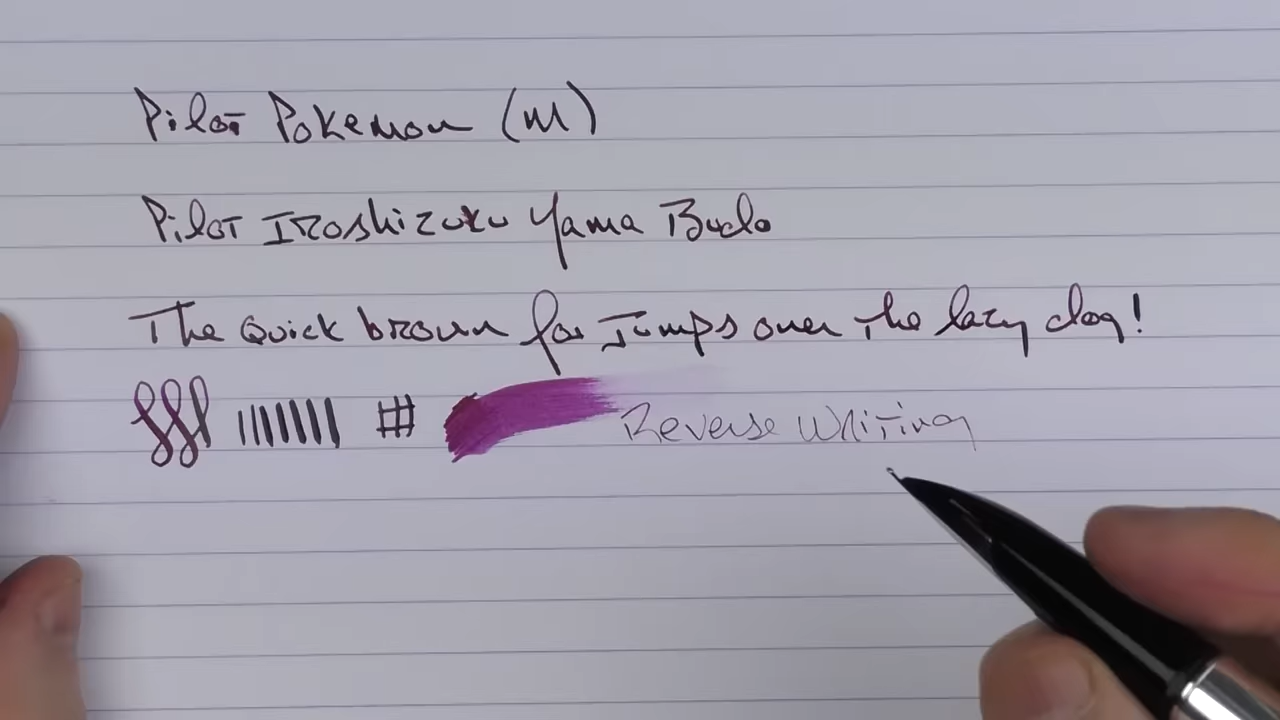 Pilot Pokemon (M)
Pilot Iroshizuku Yama Budo
The Quick brown fox Jumps over the lazy dog!
# Reverse Writing